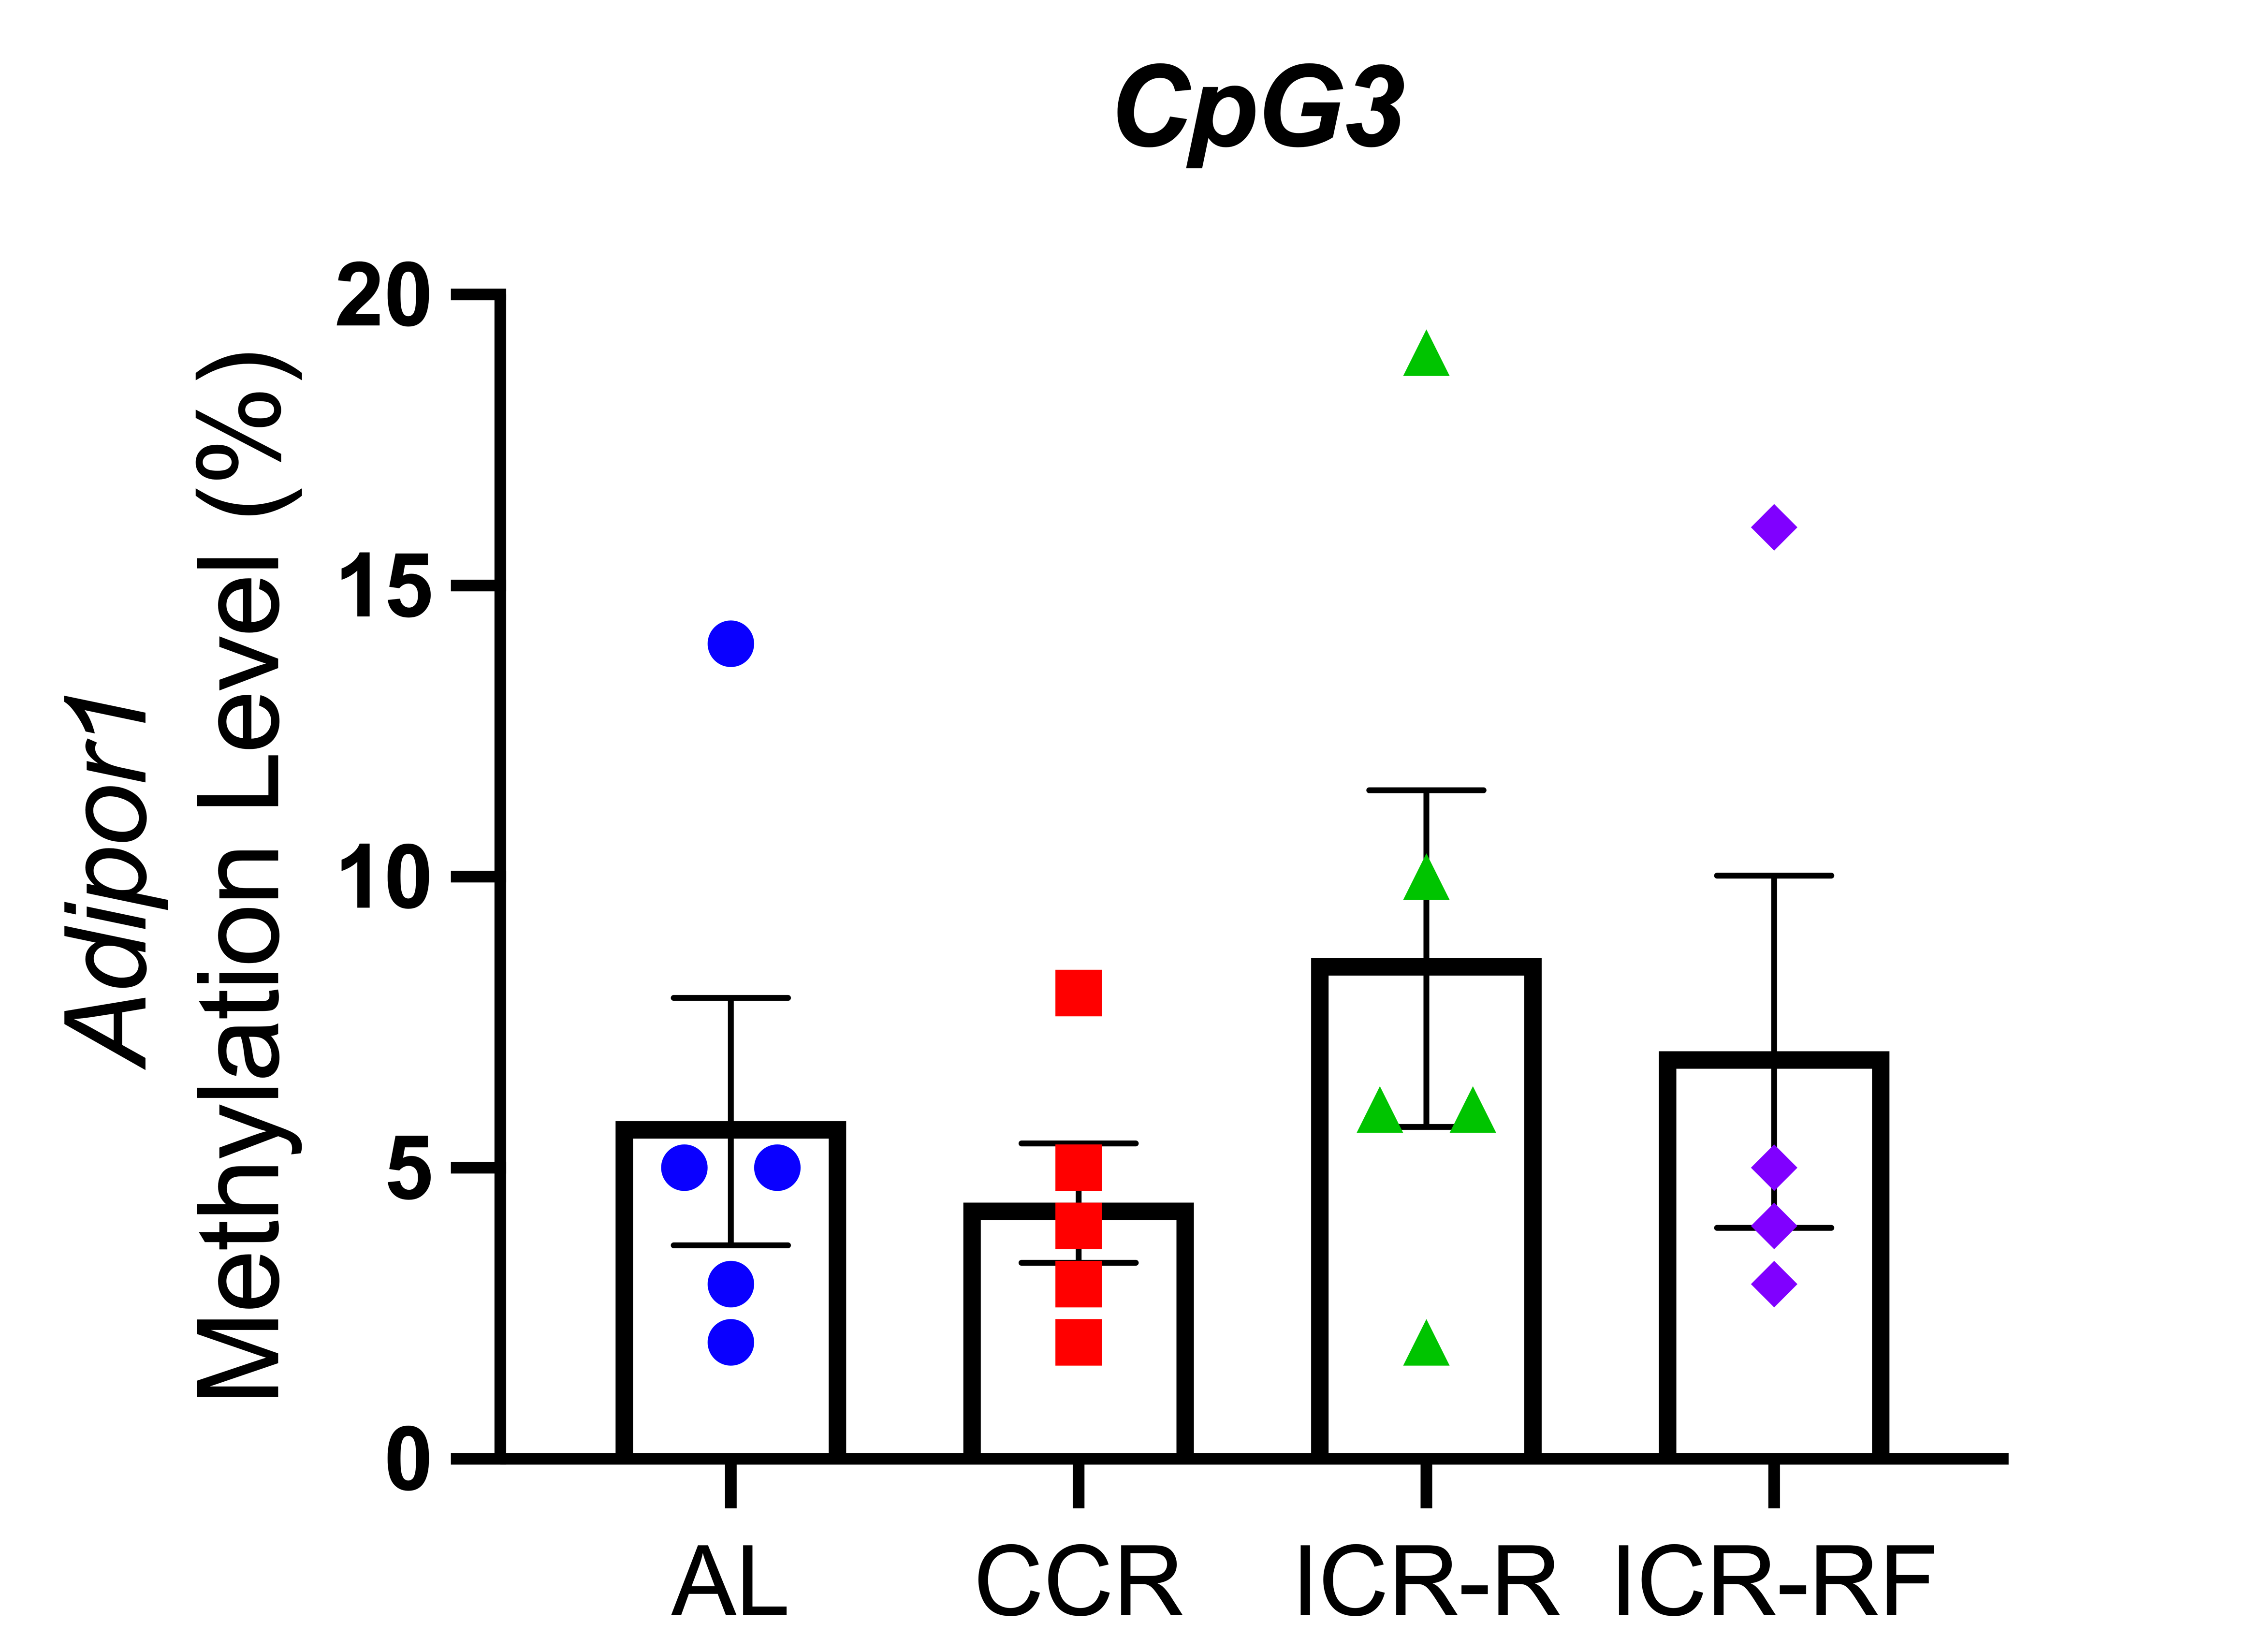 CpG3
Adipor1
Methylation Level (%)
20
15
10
5
0
AL CCR ICR-R ICR-RF